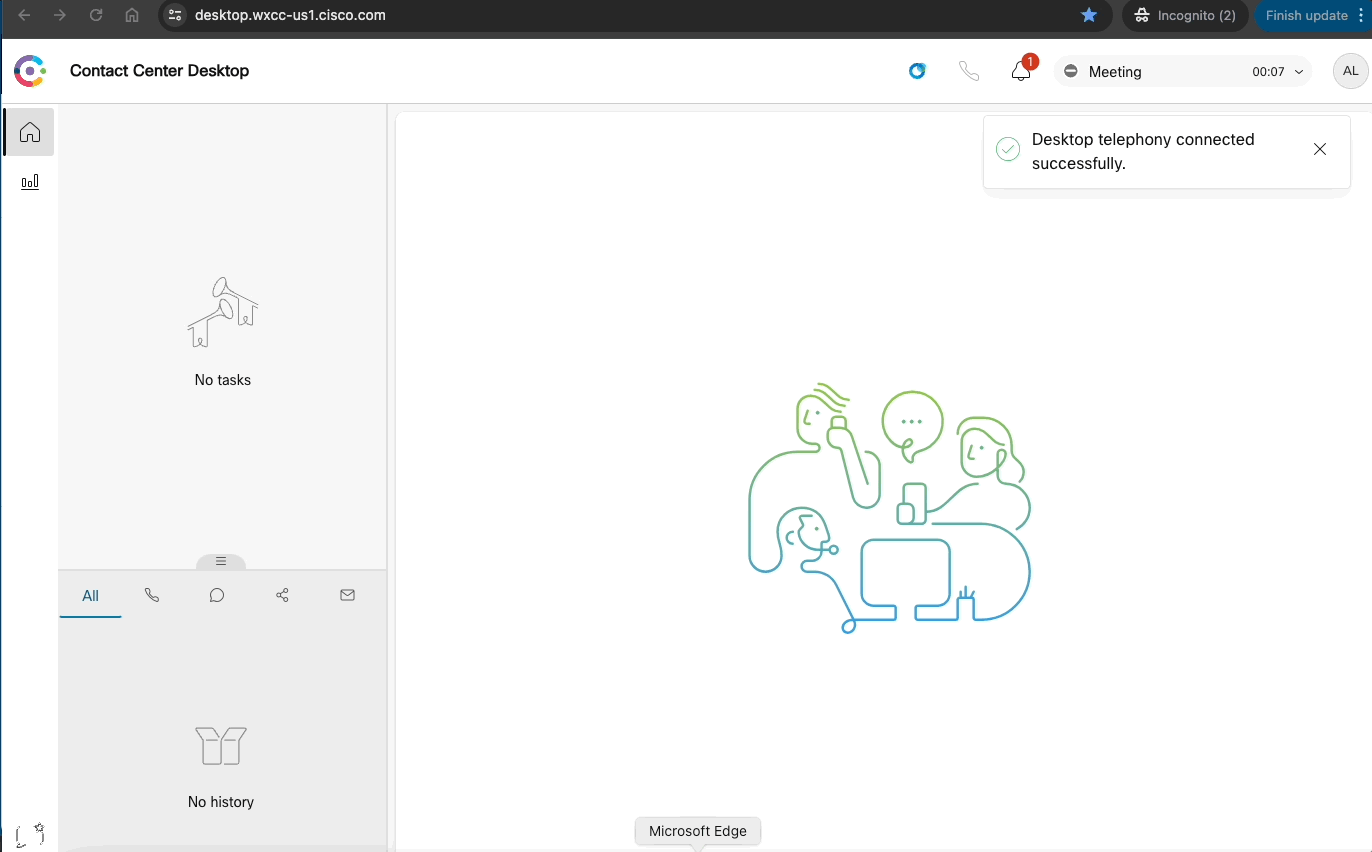 desktop.wxcc-us1.cisco.com
Incognito (2)
Finish update
Contact Center Desktop
1
Meeting
00:07
AL
Desktop telephony connected
successfully.
No tasks
All
No history
Microsoft Edge